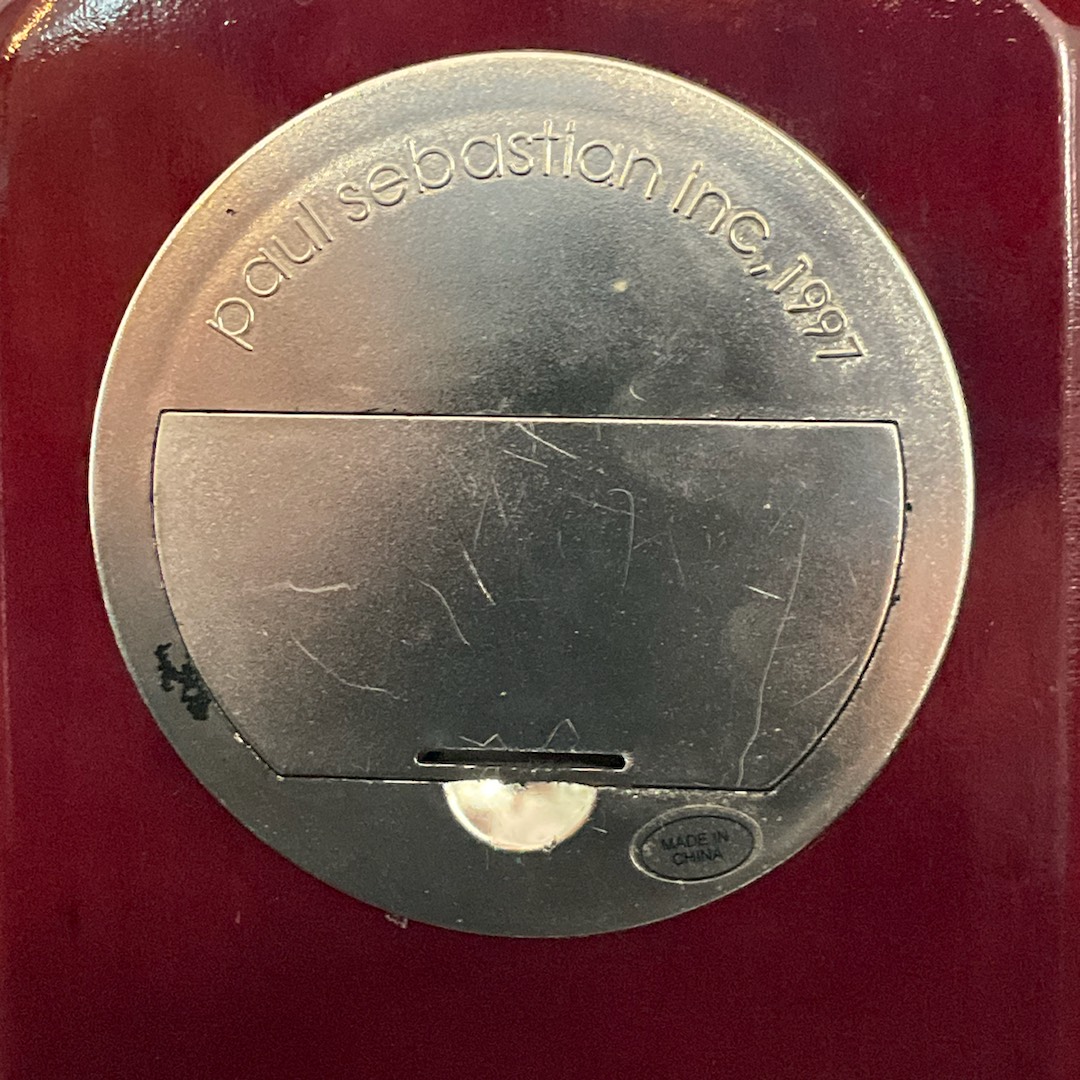 paul sebastian inc, 1997
MADE IN
CHINA